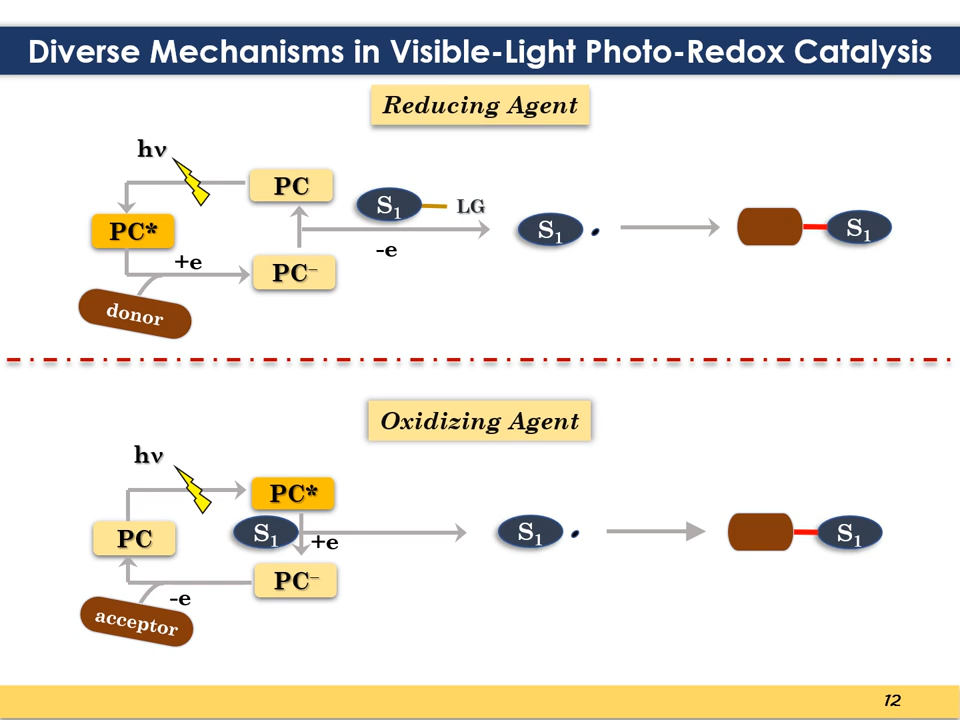 Diverse Mechanisms in Visible-Light Photo-Redox Catalysis
Reducing Agent
hν
PC
S₁
LG
PC*
+e
-e
S₁
S₁
PC⁻
donor
Oxidizing Agent
hν
PC*
PC
S₁
+e
S₁
S₁
PC⁻
-e
acceptor
12